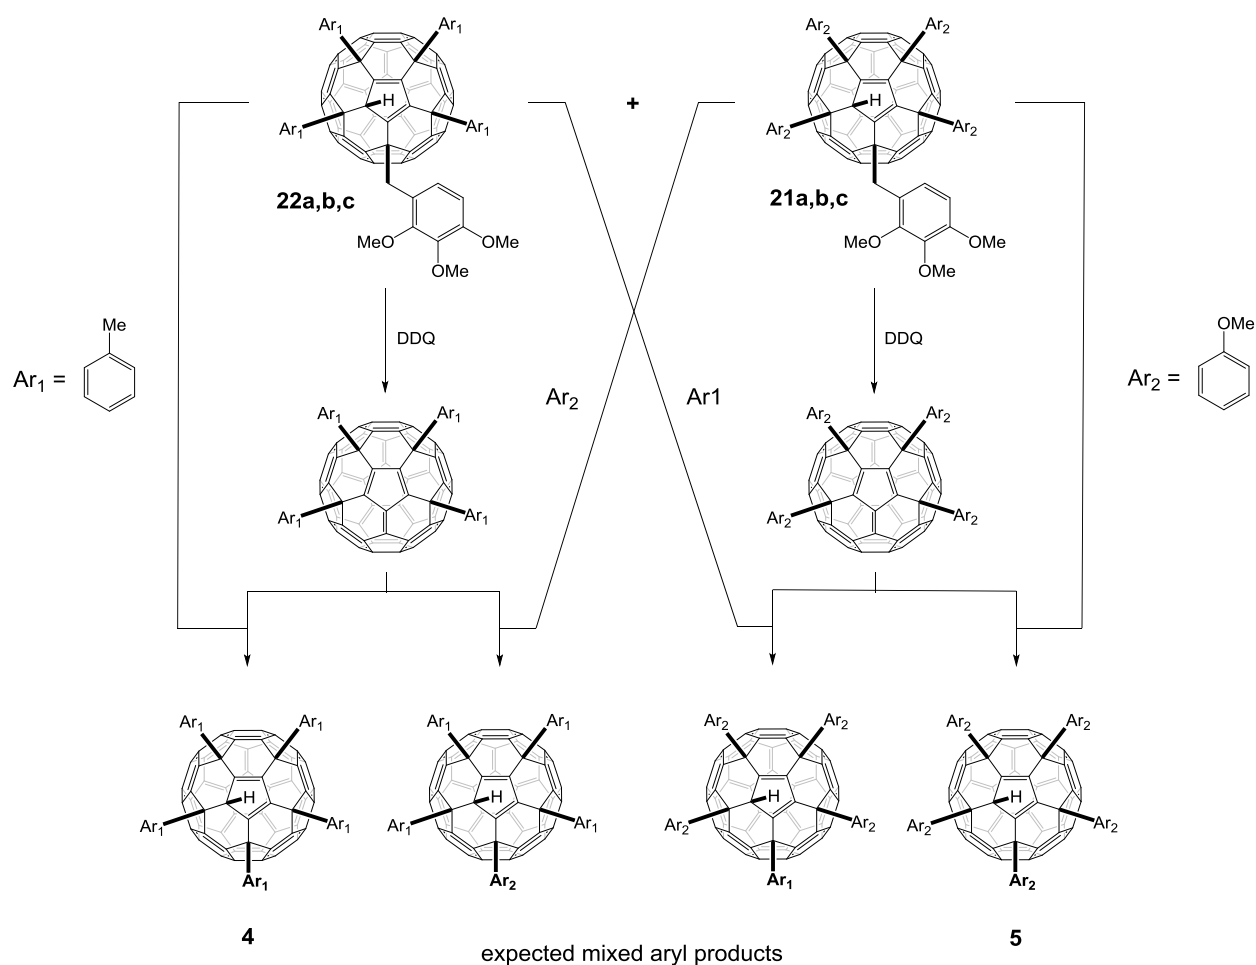 Ar1 Ar1 Ar2 Ar2
H + H
Ar1 Ar1 Ar2 Ar2
22a,b,c 21a,b,c
MeO OMe MeO OMe
OMe OMe
Me OMe
DDQ DDQ
Ar1 = Ar2 =
Ar2 Ar1
Ar1 Ar1 Ar2 Ar2
Ar1 Ar1 Ar2 Ar2
Ar1 Ar1 Ar1 Ar1 Ar2 Ar2 Ar2 Ar2
H H H H
Ar1 Ar1 Ar1 Ar1 Ar2 Ar2 Ar2 Ar2
Ar1 Ar2 Ar1 Ar2
4 5
expected mixed aryl products